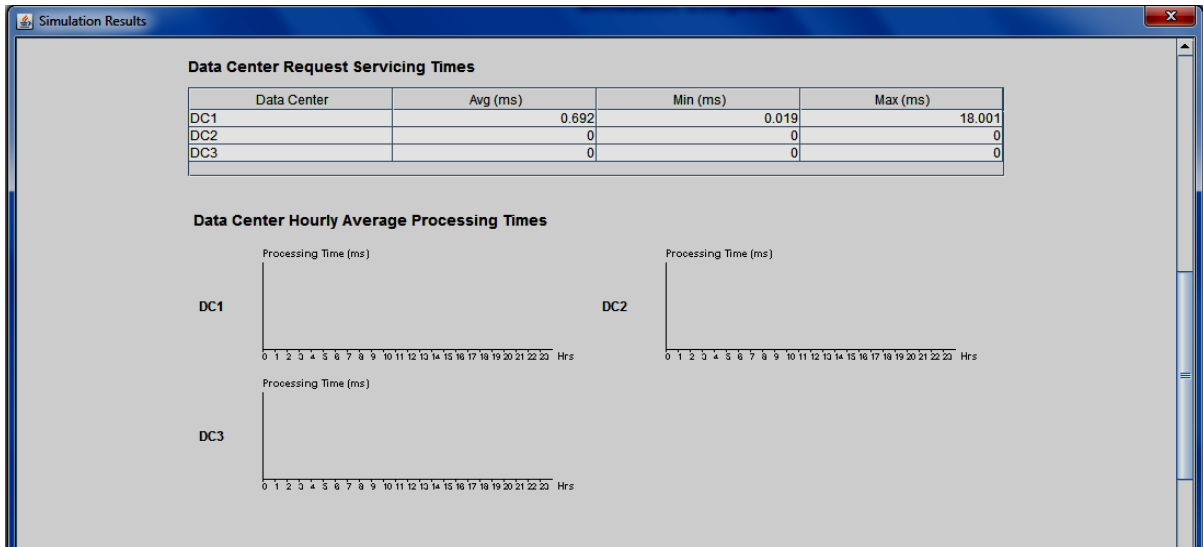 Simulation Results
Data Center Request Servicing Times
Data Center Avg (ms) Min (ms) Max (ms)
DC1 0.692 0.019 18.001
DC2 0 0 0
DC3 0 0 0
Data Center Hourly Average Processing Times
Processing Time (ms) Processing Time (ms)
DC1 DC2
0 1 2 3 4 5 6 7 8 9 10 11 12 13 14 15 16 17 18 19 20 21 22 23 Hrs 0 1 2 3 4 5 6 7 8 9 10 11 12 13 14 15 16 17 18 19 20 21 22 23 Hrs
Processing Time (ms)
DC3
0 1 2 3 4 5 6 7 8 9 10 11 12 13 14 15 16 17 18 19 20 21 22 23 Hrs